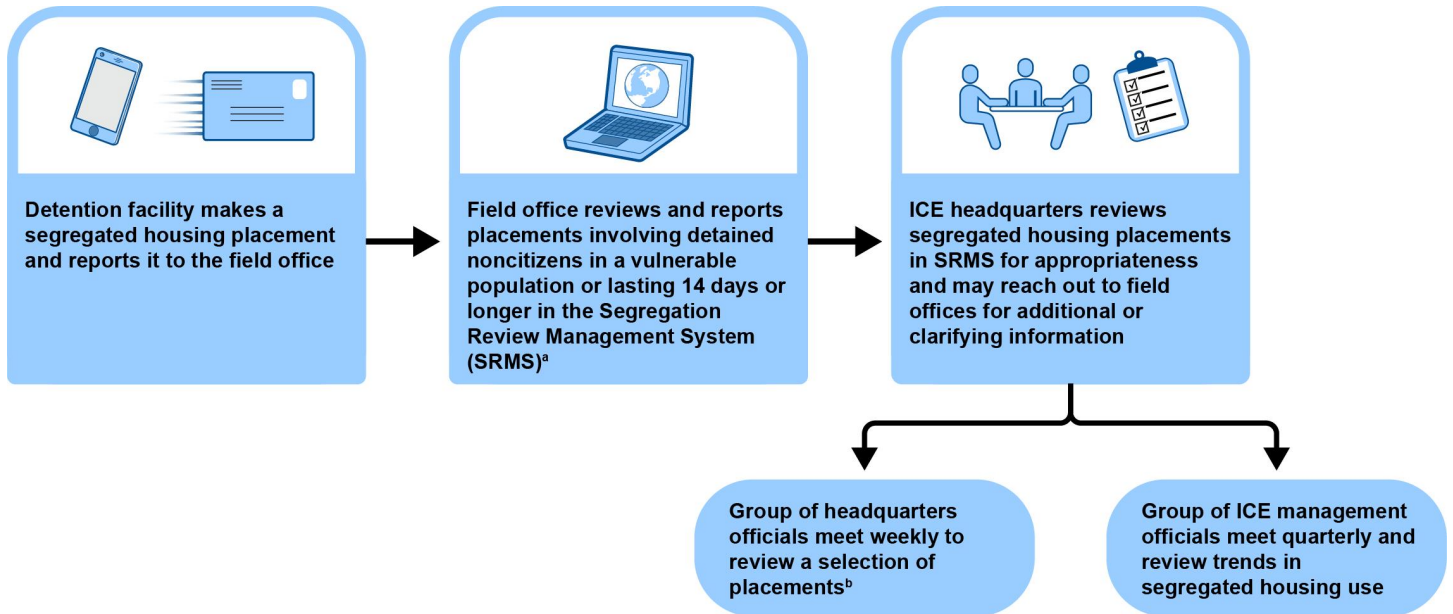 Detention facility makes a
segregated housing placement
and reports it to the field office
Field office reviews and reports
placements involving detained
noncitizens in a vulnerable
population or lasting 14 days or
longer in the Segregation
Review Management System
(SRMS)ª
ICE headquarters reviews
segregated housing placements
in SRMS for appropriateness
and may reach out to field
offices for additional or
clarifying information
Group of headquarters
officials meet weekly to
review a selection of
placementsᵇ
Group of ICE management
officials meet quarterly and
review trends in
segregated housing use